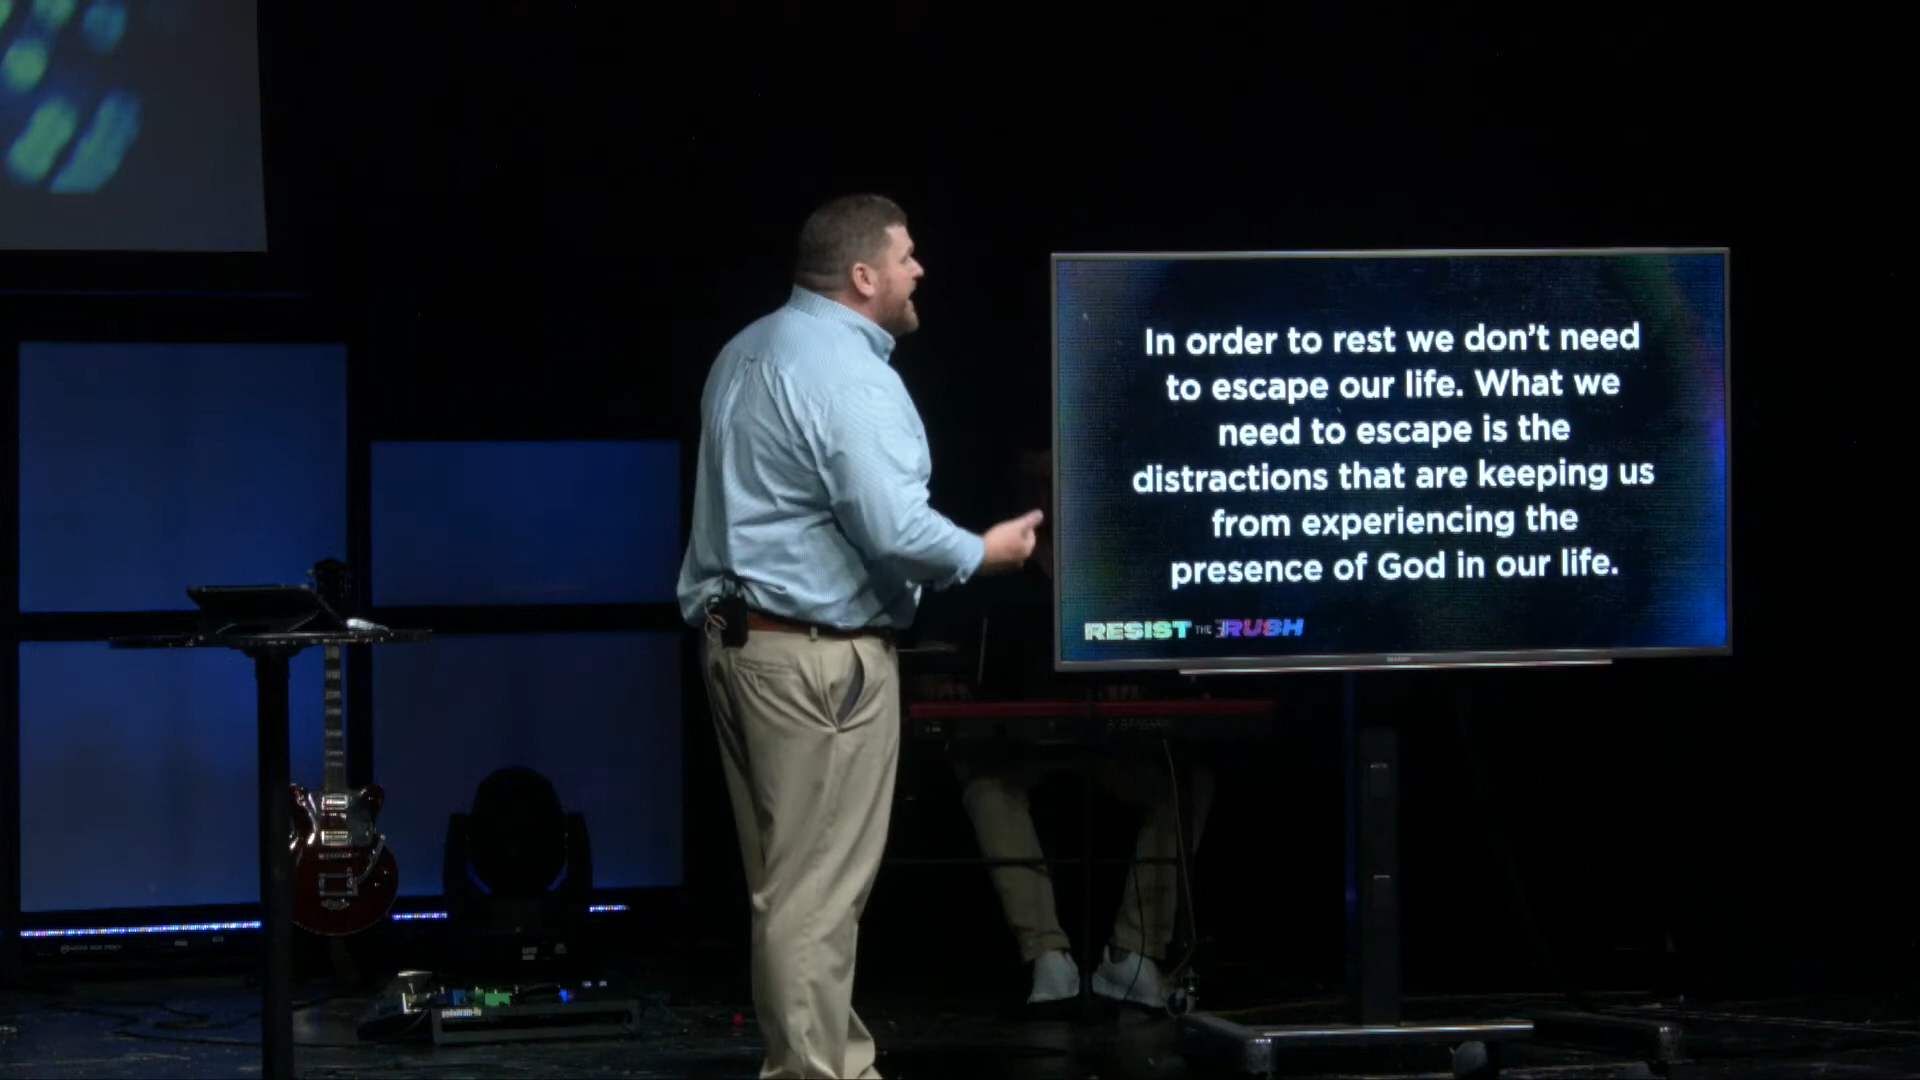 In order to rest we don't need
to escape our life. What we
need to escape is the
distractions that are keeping us
from experiencing the
presence of God in our life.
RESIST THE RUSH